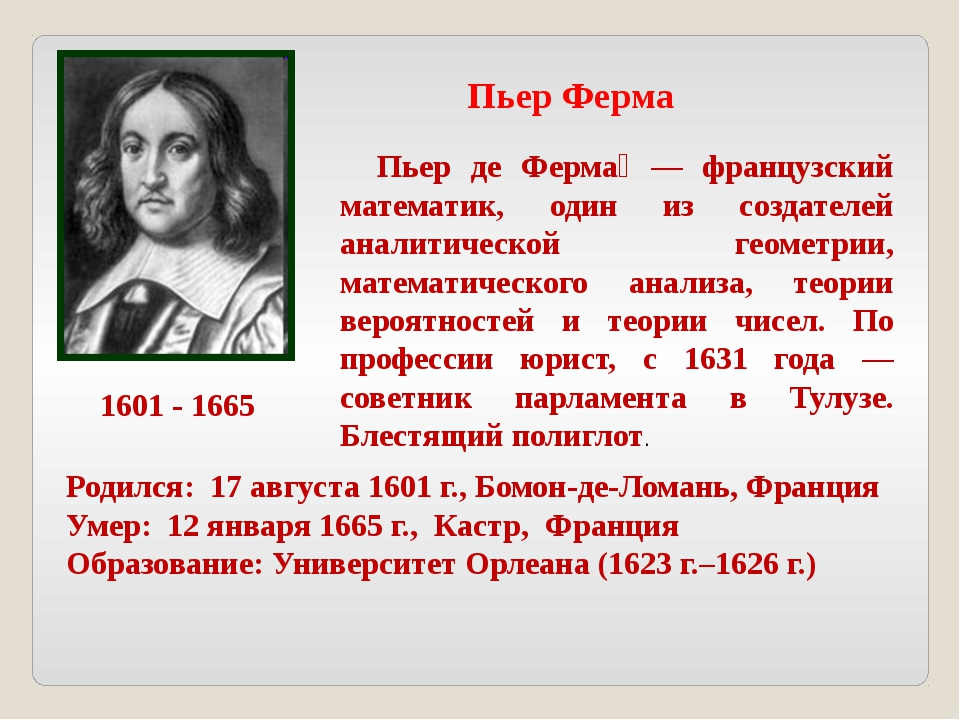 Пьер Ферма
Пьер де Ферма́ — французский
математик, один из создателей
аналитической геометрии,
математического анализа, теории
вероятностей и теории чисел. По
профессии юрист, с 1631 года —
советник парламента в Тулузе.
Блестящий полиглот.
1601 - 1665
Родился: 17 августа 1601 г., Бомон-де-Ломань, Франция
Умер: 12 января 1665 г., Кастр, Франция
Образование: Университет Орлеана (1623 г.–1626 г.)